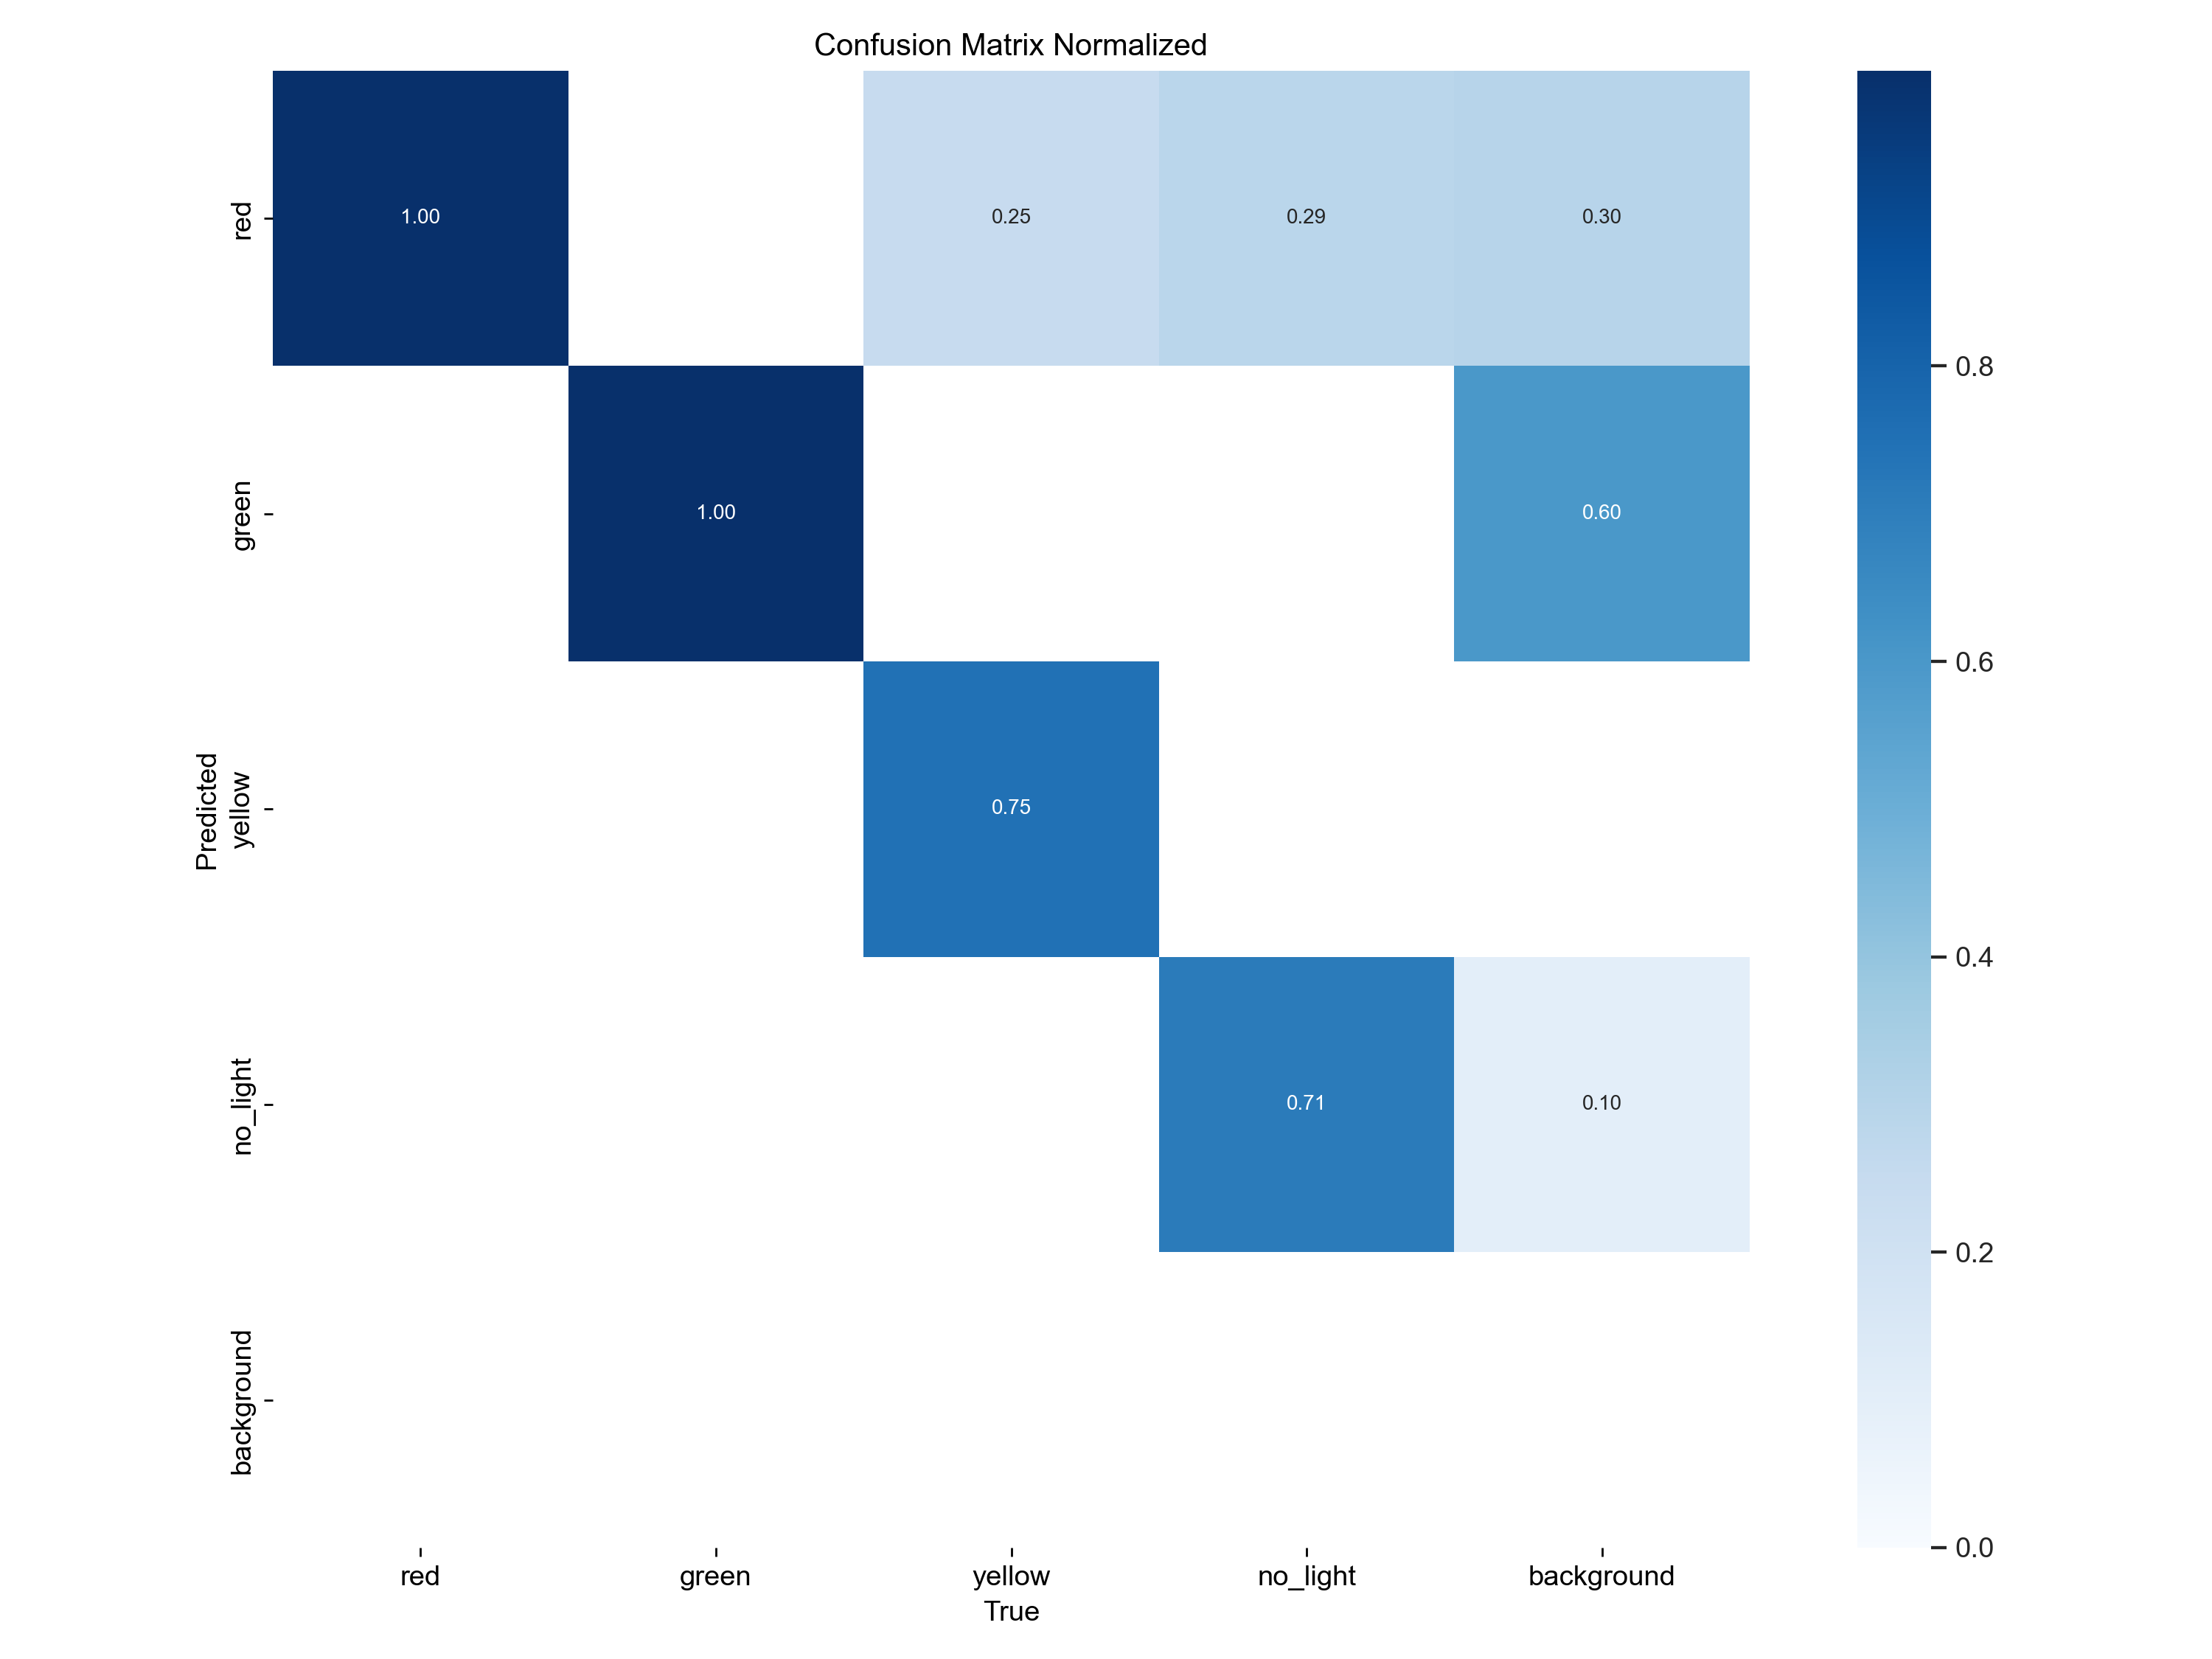 Confusion Matrix Normalized
red
1.00
0.25
0.29
0.30
green
1.00
0.60
Predicted
yellow
0.75
no_light
0.71
0.10
background
red
green
yellow
no_light
background
True
0.8
0.6
0.4
0.2
0.0